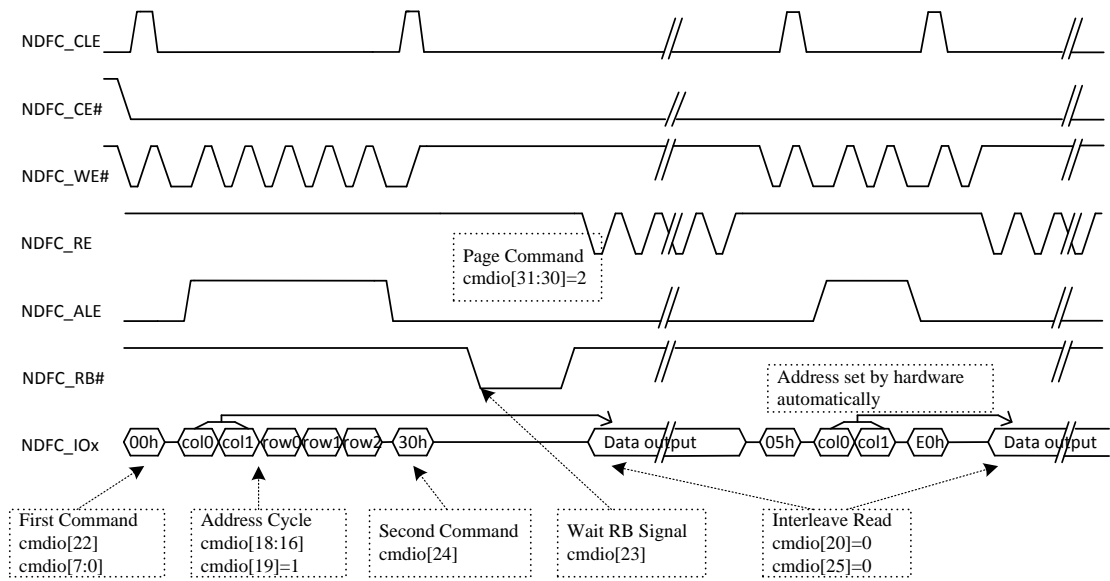 NDFC_CLE
NDFC_CE#
NDFC_WE#
NDFC_RE
Page Command
cmdio[31:30]=2
NDFC_ALE
NDFC_RB#
Address set by hardware
automatically
NDFC_IOx 00h col0 col1 row0 row1 row2 30h Data output 05h col0 col1 E0h Data output
First Command
cmdio[22]
cmdio[7:0]
Address Cycle
cmdio[18:16]
cmdio[19]=1
Second Command
cmdio[24]
Wait RB Signal
cmdio[23]
Interleave Read
cmdio[20]=0
cmdio[25]=0